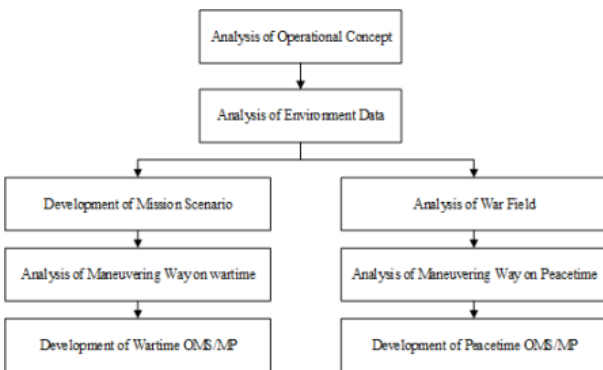 Analysis of Operational Concept
Analysis of Environment Data
Development of Mission Scenario
Analysis of War Field
Analysis of Maneuvering Way on wartime
Analysis of Maneuvering Way on Peacetime
Development of Wartime OMS/MP
Development of Peacetime OMS/MP